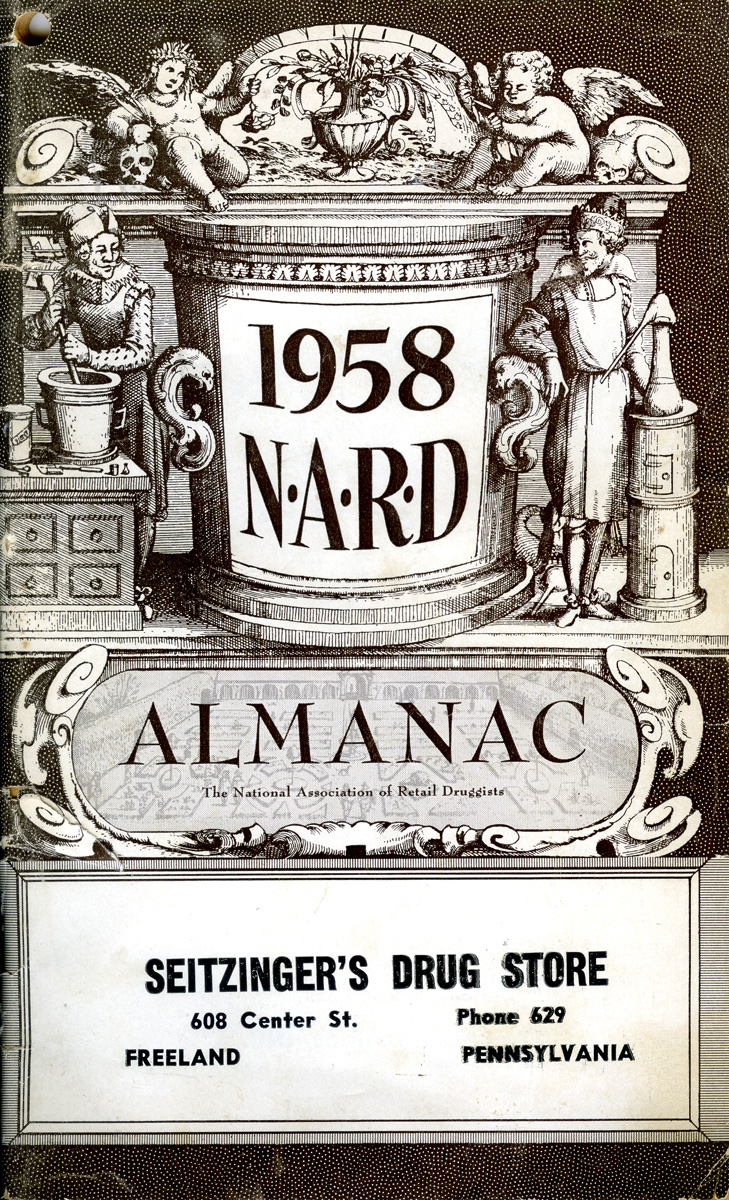 1958
N·A·R·D
ALMANAC
The National Association of Retail Druggists
SEITZINGER'S DRUG STORE
608 Center St. Phone 629
FREELAND PENNSYLVANIA